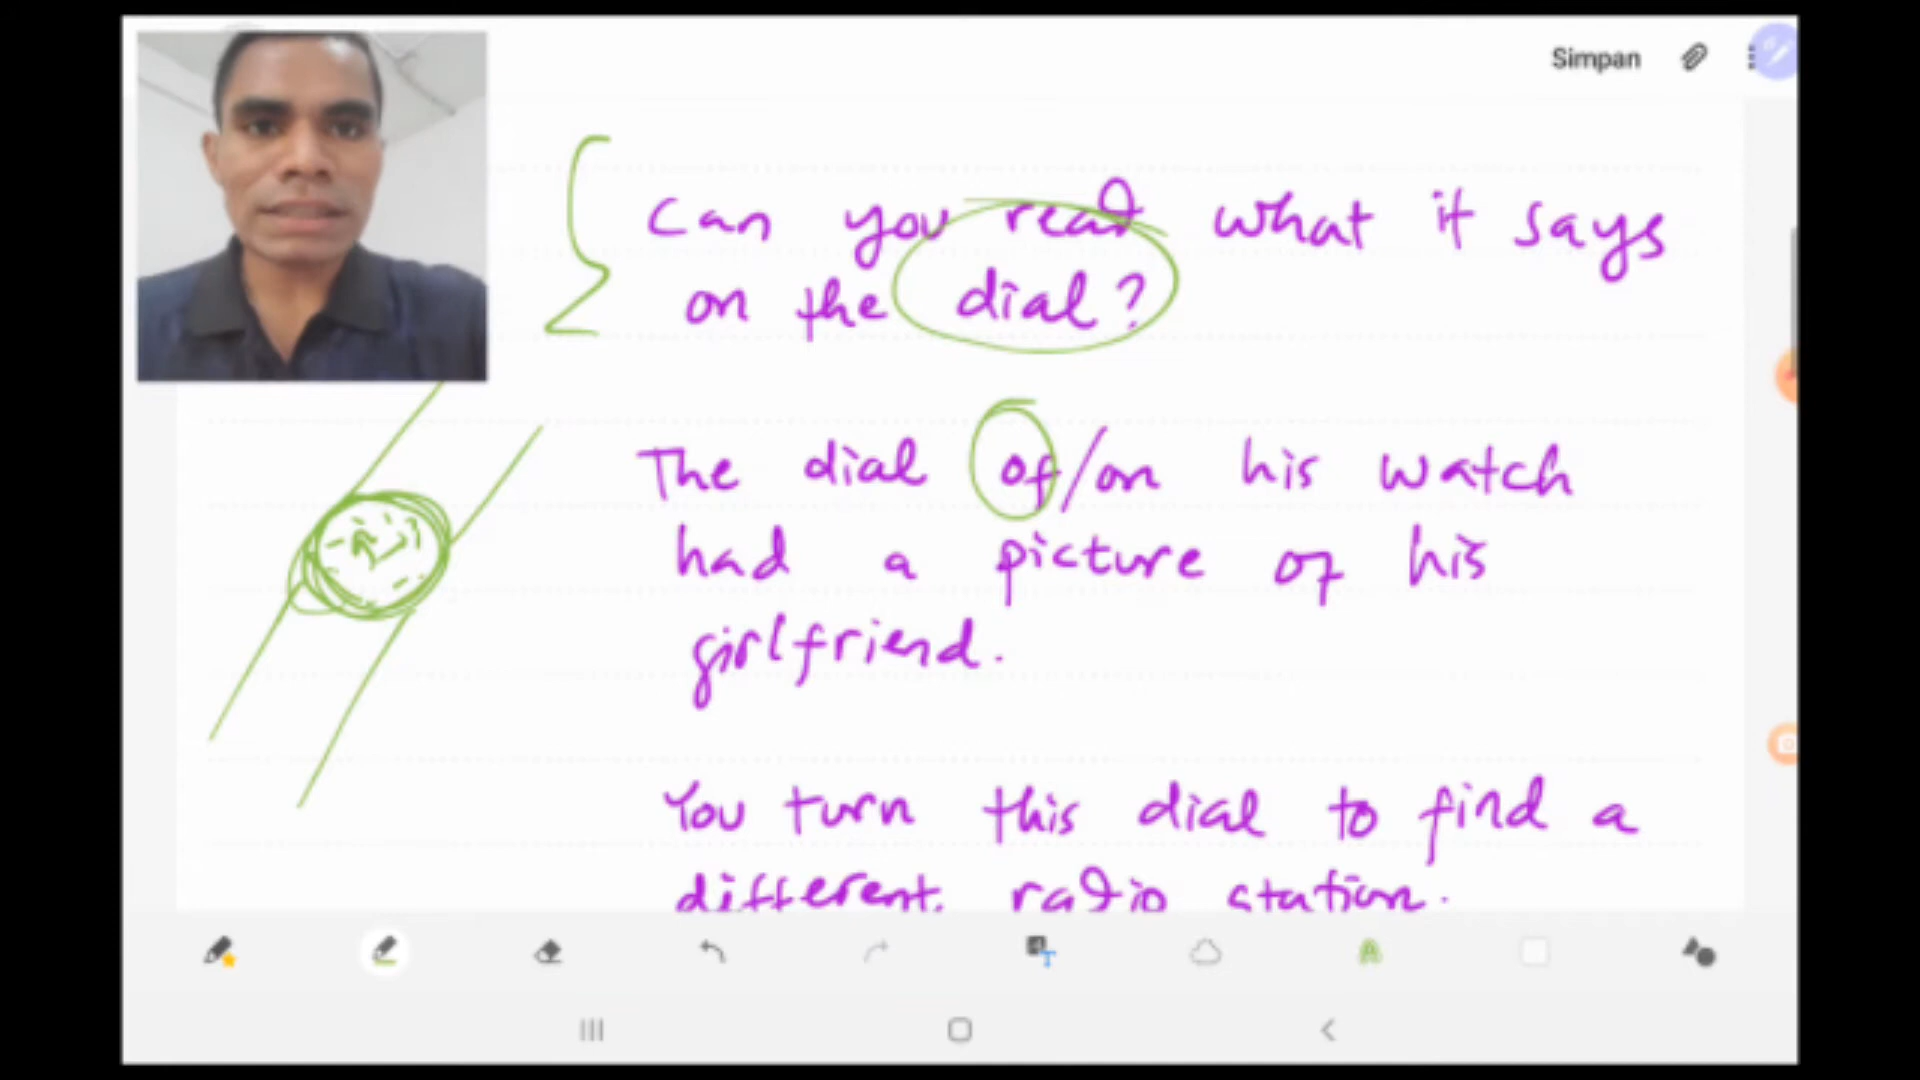 Simpan
Can you read what it says
on the dial?
The dial of/on his watch
had a picture of his
girlfriend.
You turn this dial to find a
different radio station.